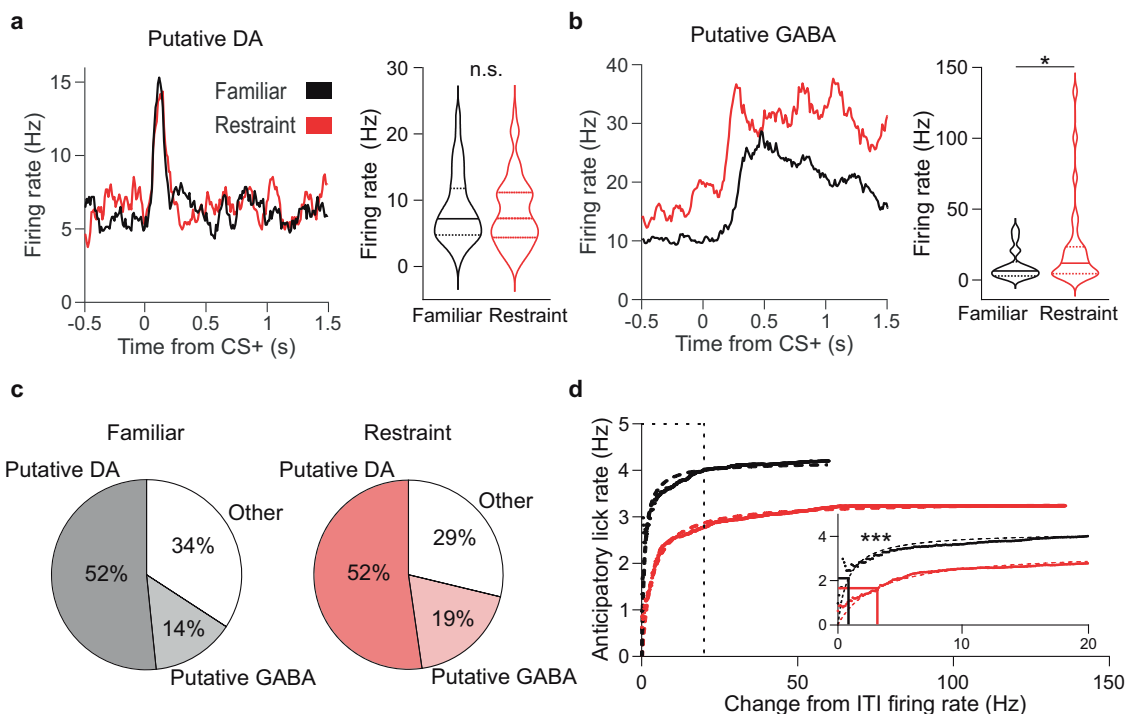 a
Putative DA
Firing rate (Hz)
15
10
5
0
-0.5
0
0.5
1
1.5
Time from CS+ (s)
Familiar
Restraint
Firing rate (Hz)
30
20
10
0
n.s.
Familiar Restraint
b
Putative GABA
Firing rate (Hz)
40
30
20
10
0
-0.5
0
0.5
1
1.5
Time from CS+ (s)
Firing rate (Hz)
150
100
50
0
*
Familiar Restraint
c
Familiar
Putative DA
Other
34%
52%
14%
Putative GABA
Restraint
Putative DA
Other
29%
52%
19%
Putative GABA
d
Anticipatory lick rate (Hz)
5
4
3
2
1
0
0
50
100
150
Change from ITI firing rate (Hz)
***
4
2
0
0
10
20